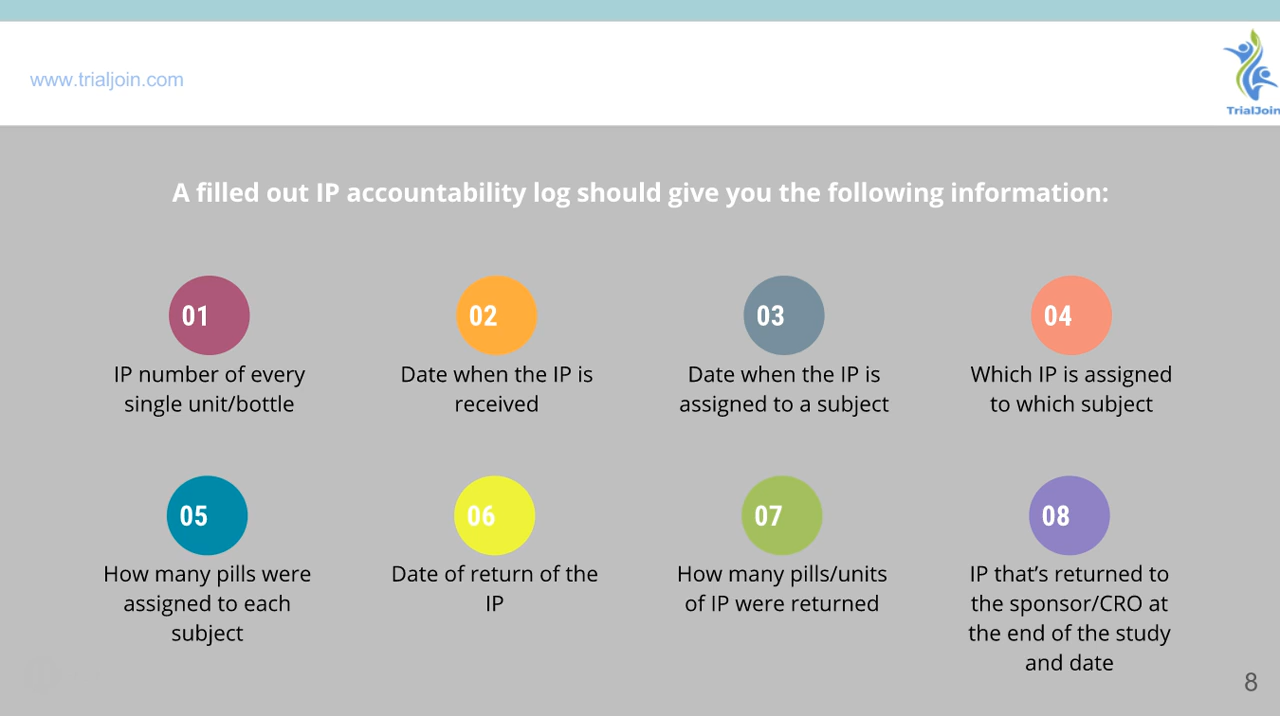 www.trialjoin.com
TrialJoin
A filled out IP accountability log should give you the following information:
01
IP number of every
single unit/bottle
02
Date when the IP is
received
03
Date when the IP is
assigned to a subject
04
Which IP is assigned
to which subject
05
How many pills were
assigned to each
subject
06
Date of return of the
IP
07
How many pills/units
of IP were returned
08
IP that’s returned to
the sponsor/CRO at
the end of the study
and date
8